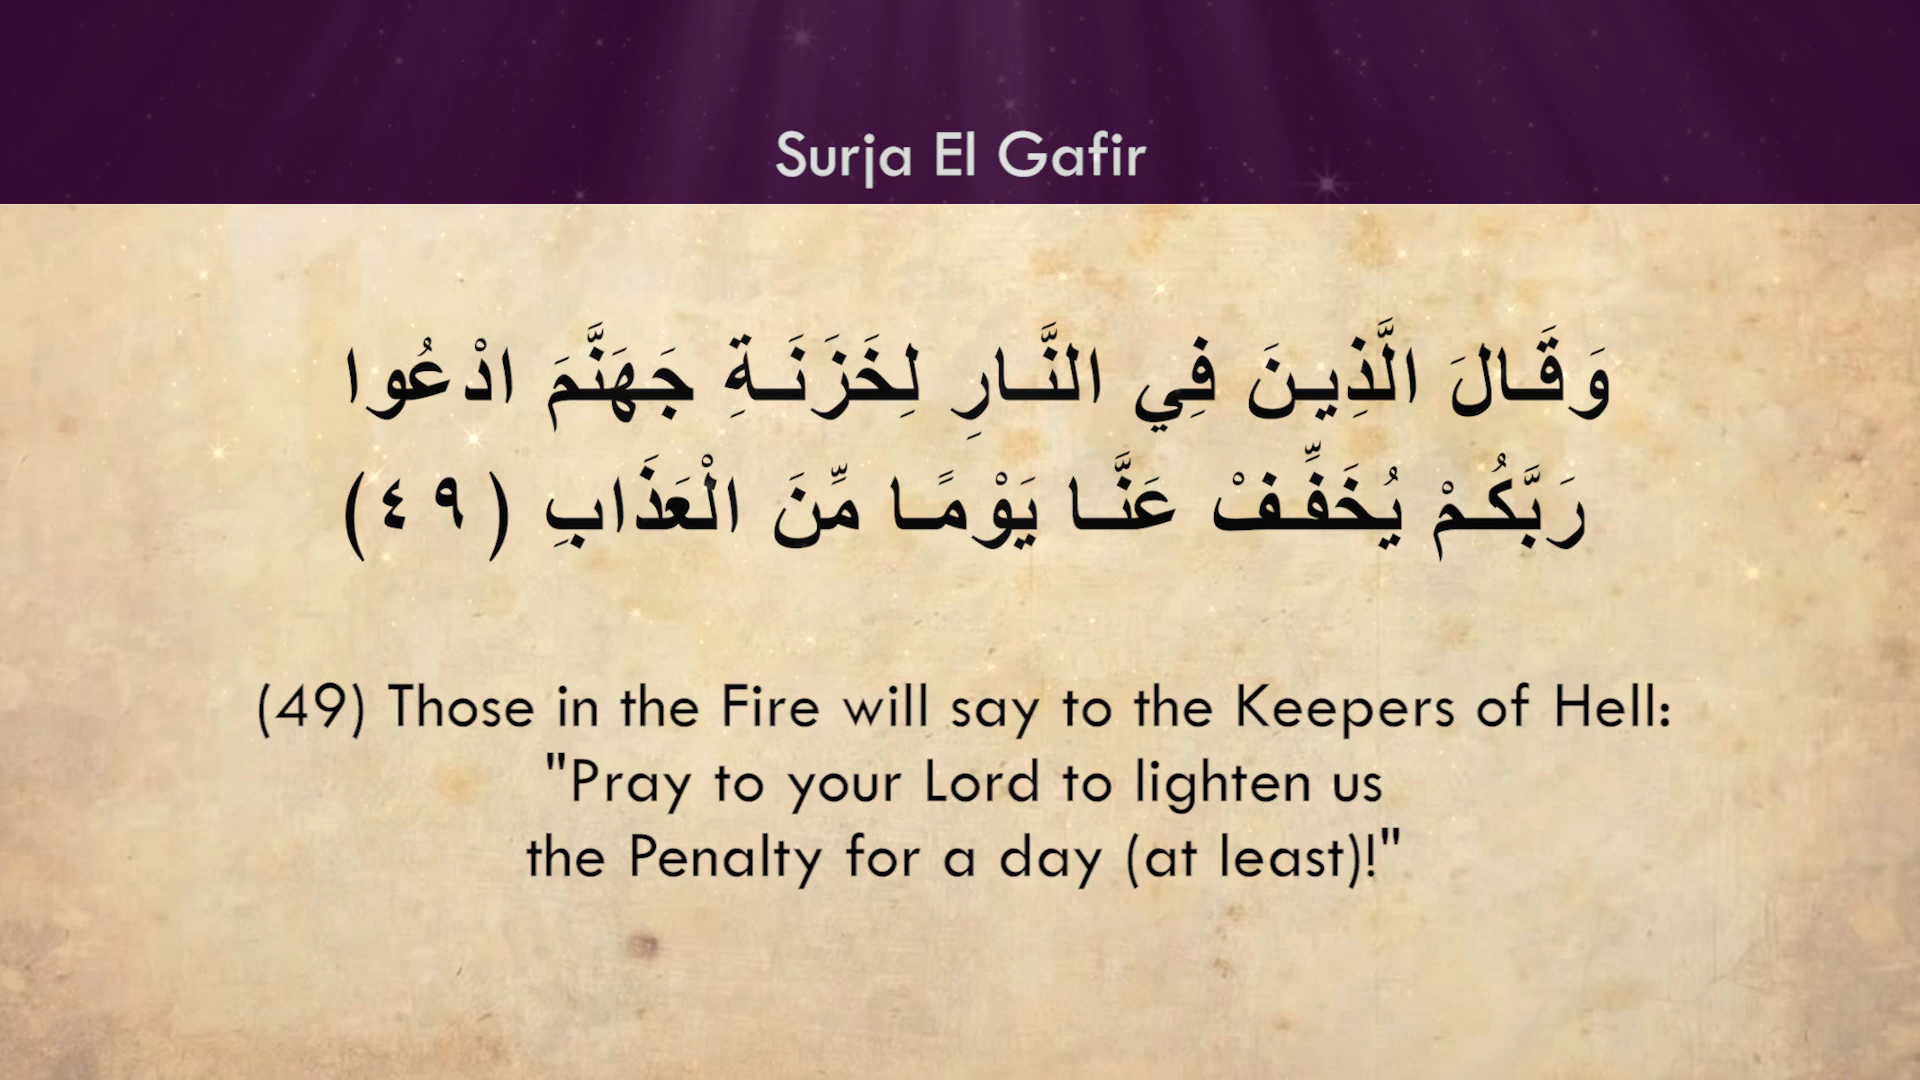 Surja El Gafir
وَقَالَ الَّذِينَ فِي النَّارِ لِخَزَنَةِ جَهَنَّمَ ادْعُوا
رَبَّكُمْ يُخَفِّفْ عَنَّا يَوْمًا مِّنَ الْعَذَابِ (٤٩)
(49) Those in the Fire will say to the Keepers of Hell:
"Pray to your Lord to lighten us
the Penalty for a day (at least)!"